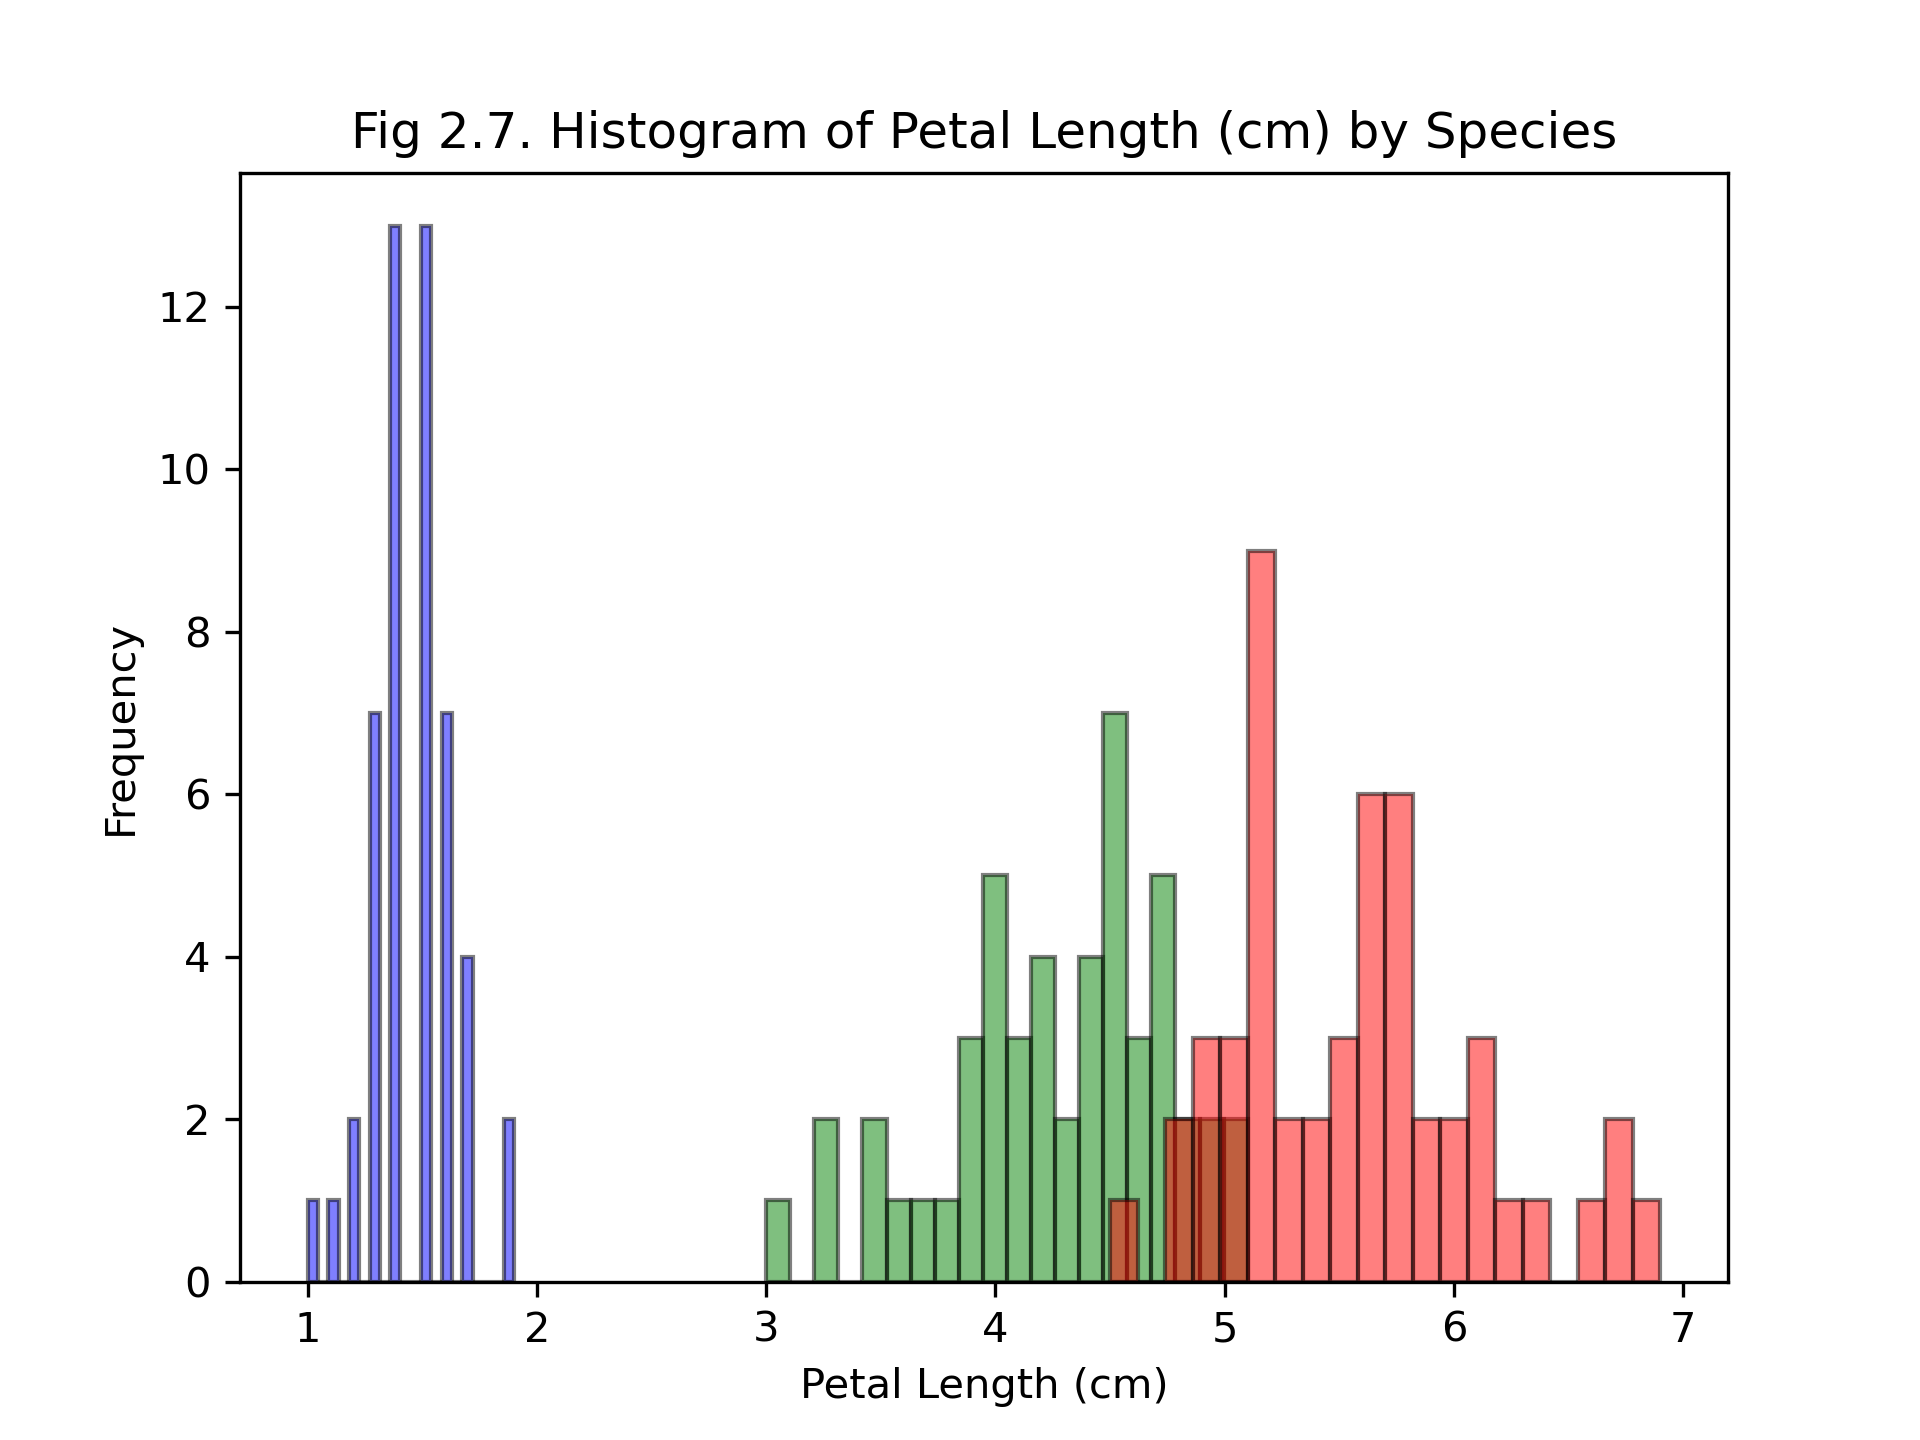 Fig 2.7. Histogram of Petal Length (cm) by Species
12
10
8
6
4
2
0
Frequency
1 2 3 4 5 6 7
Petal Length (cm)